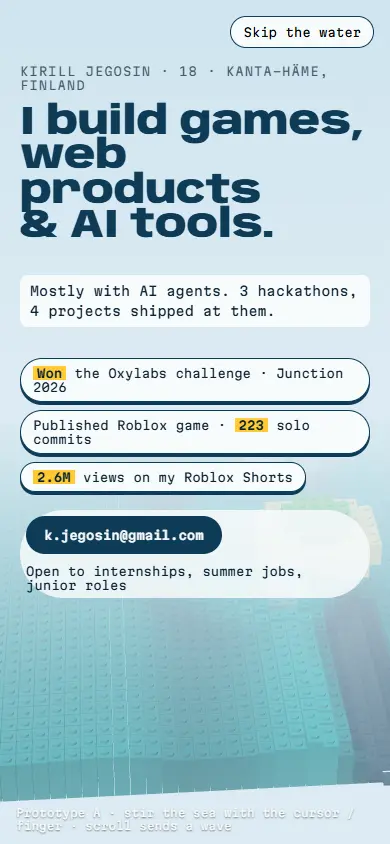 Skip the water
KIRILL JEGOSIN · 18 · KANTA-HÄME,
FINLAND
I build games,
web
products
& AI tools.
Mostly with AI agents. 3 hackathons,
4 projects shipped at them.
Won the Oxylabs challenge · Junction
2026
Published Roblox game · 223 solo
commits
2.6M views on my Roblox Shorts
k.jegosin@gmail.com
Open to internships, summer jobs,
junior roles
Prototype A · stir the sea with the cursor /
finger · scroll sends a wave